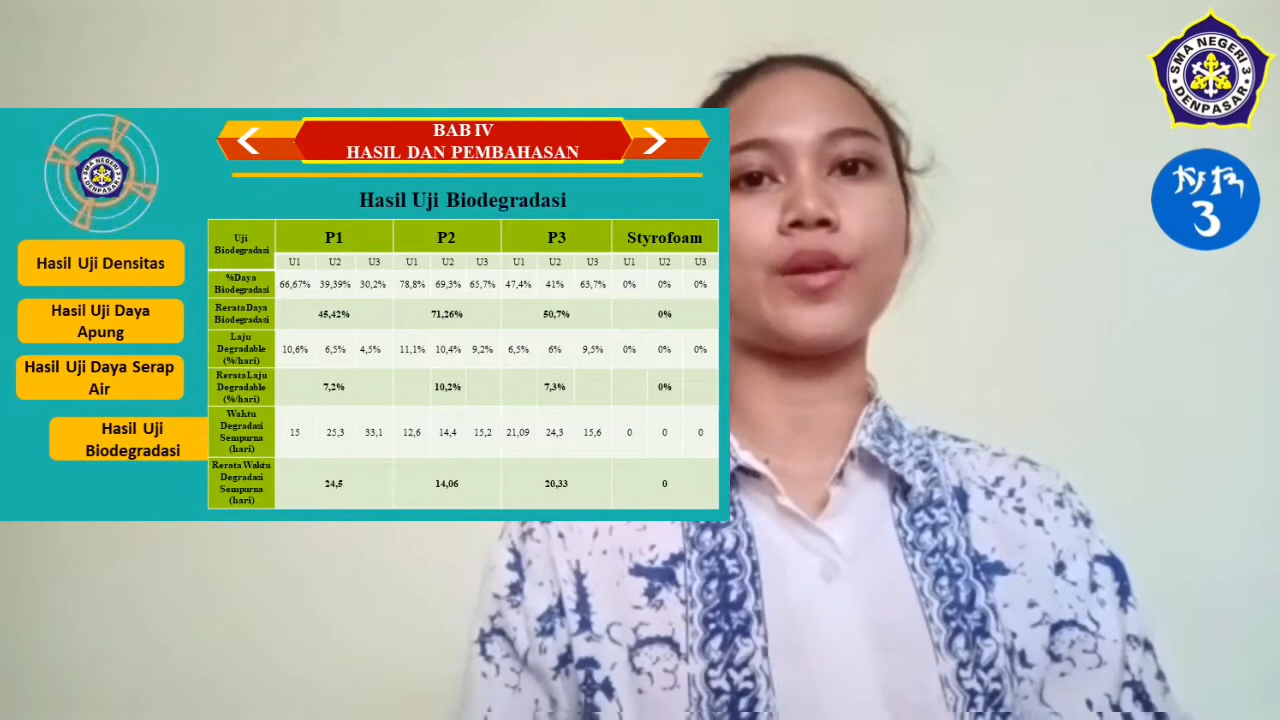 BAB IV
HASIL DAN PEMBAHASAN
SMA NEGERI 3
DENPASAR
Hasil Uji Densitas
Hasil Uji Daya
Apung
Hasil Uji Daya Serap
Air
Hasil Uji
Biodegradasi
Hasil Uji Biodegradasi
Uji
Biodegradasi
P1 P2 P3 Styrofoam
U1 U2 U3 U1 U2 U3 U1 U2 U3 U1 U2 U3
%Daya
Biodegradasi
66,67% 39,39% 30,2% 78,8% 69,3% 65,7% 47,4% 41% 63,7% 0% 0% 0%
Rerata Daya
Biodegradasi
45,42% 71,26% 50,7% 0%
Laju
Degradable
(%/hari)
10,6% 6,5% 4,5% 11,1% 10,4% 9,2% 6,5% 6% 9,5% 0% 0% 0%
Rerata Laju
Degradable
(%/hari)
7,2% 10,2% 7,3% 0%
Waktu
Degradasi
Sempurna
(hari)
15 25,3 33,1 12,6 14,4 15,2 21,09 24,3 15,6 0 0 0
Rerata Waktu
Degradasi
Sempurna
(hari)
24,5 14,06 20,33 0
SMA NEGERI 3
DENPASAR
3